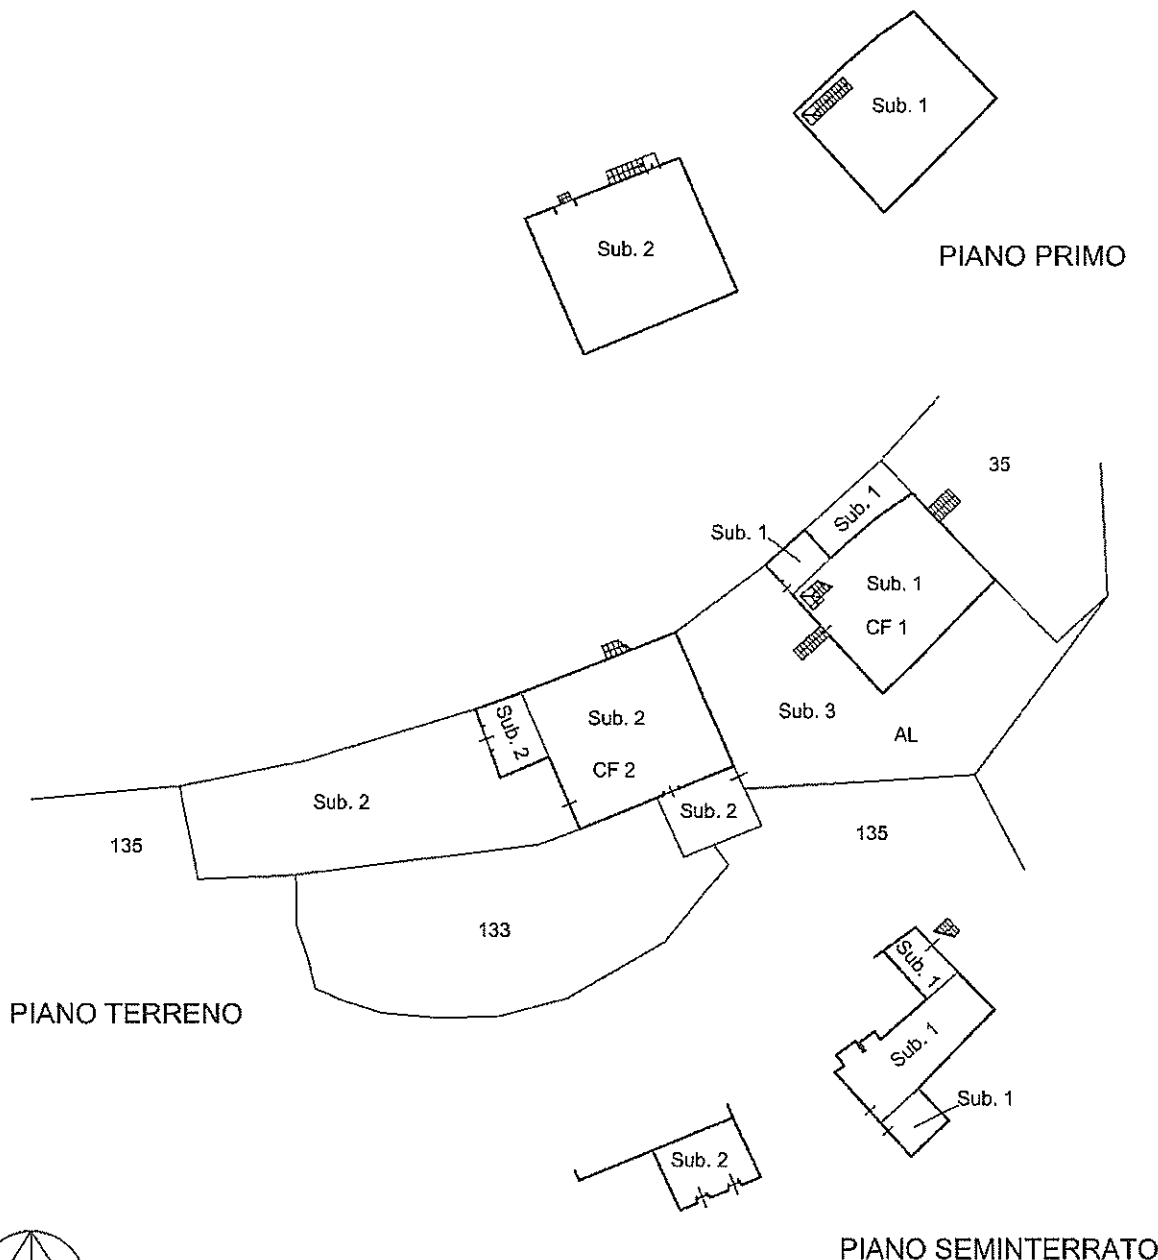 Sub. 1
Sub. 2
PIANO PRIMO
35
Sub. 1
Sub. 1
Sub. 1
CF 1
Sub. 3
AL
Sub. 2
Sub. 2
CF 2
Sub. 2
Sub. 2
135
135
133
PIANO TERRENO
Sub. 1
Sub. 1
Sub. 1
Sub. 2
PIANO SEMINTERRATO